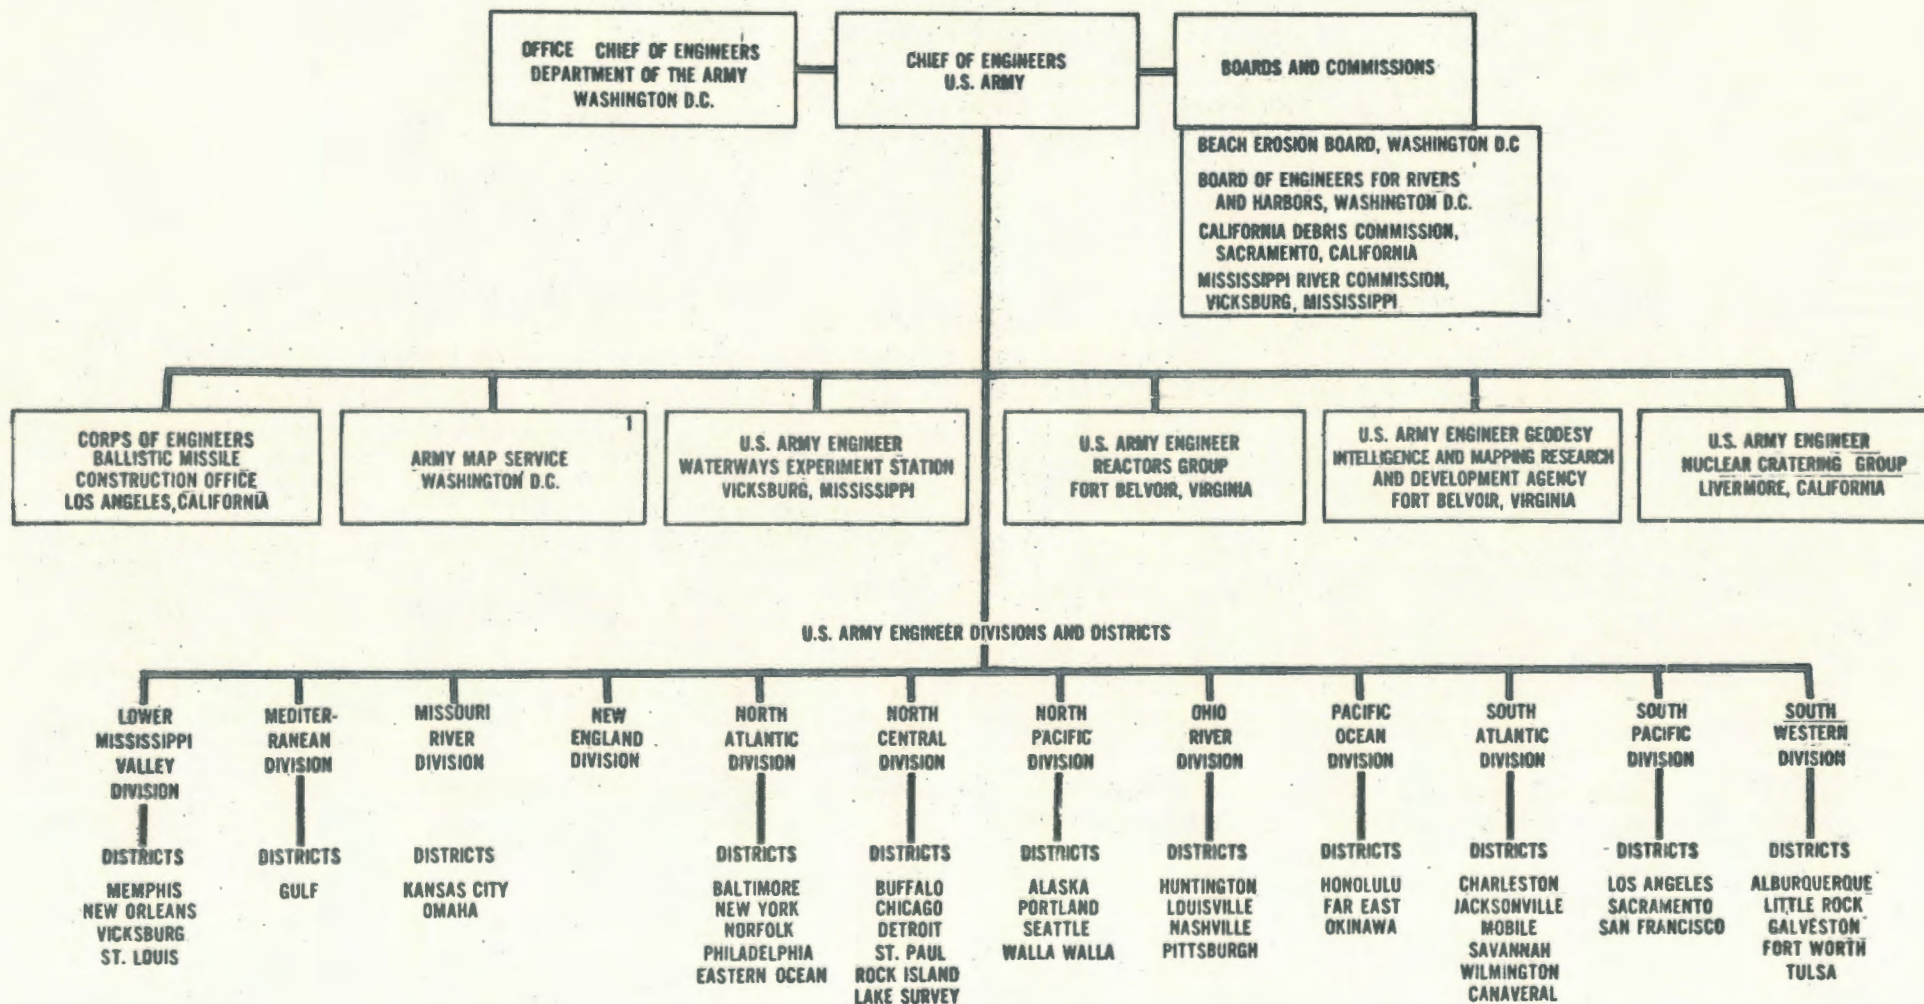 OFFICE CHIEF OF ENGINEERS
DEPARTMENT OF THE ARMY
WASHINGTON D.C.
CHIEF OF ENGINEERS
U.S. ARMY
BOARDS AND COMMISSIONS
BEACH EROSION BOARD, WASHINGTON D.C
BOARD OF ENGINEERS FOR RIVERS
AND HARBORS, WASHINGTON D.C.
CALIFORNIA DEBRIS COMMISSION,
SACRAMENTO, CALIFORNIA
MISSISSIPPI RIVER COMMISSION,
VICKSBURG, MISSISSIPPI
CORPS OF ENGINEERS
BALLISTIC MISSILE
CONSTRUCTION OFFICE
LOS ANGELES, CALIFORNIA
1
ARMY MAP SERVICE
WASHINGTON D.C.
U.S. ARMY ENGINEER
WATERWAYS EXPERIMENT STATION
VICKSBURG, MISSISSIPPI
U.S. ARMY ENGINEER
REACTORS GROUP
FORT BELVOIR, VIRGINIA
U.S. ARMY ENGINEER GEODESY
INTELLIGENCE AND MAPPING RESEARCH
AND DEVELOPMENT AGENCY
FORT BELVOIR, VIRGINIA
U.S. ARMY ENGINEER
NUCLEAR CRATERING GROUP
LIVERMORE, CALIFORNIA
U.S. ARMY ENGINEER DIVISIONS AND DISTRICTS
LOWER
MISSISSIPPI
VALLEY
DIVISION
DISTRICTS
MEMPHIS
NEW ORLEANS
VICKSBURG
ST. LOUIS
MEDITER-
RANEAN
DIVISION
DISTRICTS
GULF
MISSOURI
RIVER
DIVISION
DISTRICTS
KANSAS CITY
OMAHA
NEW
ENGLAND
DIVISION
NORTH
ATLANTIC
DIVISION
DISTRICTS
BALTIMORE
NEW YORK
NORFOLK
PHILADELPHIA
EASTERN OCEAN
NORTH
CENTRAL
DIVISION
DISTRICTS
BUFFALO
CHICAGO
DETROIT
ST. PAUL
ROCK ISLAND
LAKE SURVEY
NORTH
PACIFIC
DIVISION
DISTRICTS
ALASKA
PORTLAND
SEATTLE
WALLA WALLA
OHIO
RIVER
DIVISION
DISTRICTS
HUNTINGTON
LOUISVILLE
NASHVILLE
PITTSBURGH
PACIFIC
OCEAN
DIVISION
DISTRICTS
HONOLULU
FAR EAST
OKINAWA
SOUTH
ATLANTIC
DIVISION
DISTRICTS
CHARLESTON
JACKSONVILLE
MOBILE
SAVANNAH
WILMINGTON
CANAVERAL
SOUTH
PACIFIC
DIVISION
DISTRICTS
LOS ANGELES
SACRAMENTO
SAN FRANCISCO
SOUTH
WESTERN
DIVISION
DISTRICTS
ALBURQUERQUE
LITTLE ROCK
GALVESTON
FORT WORTH
TULSA